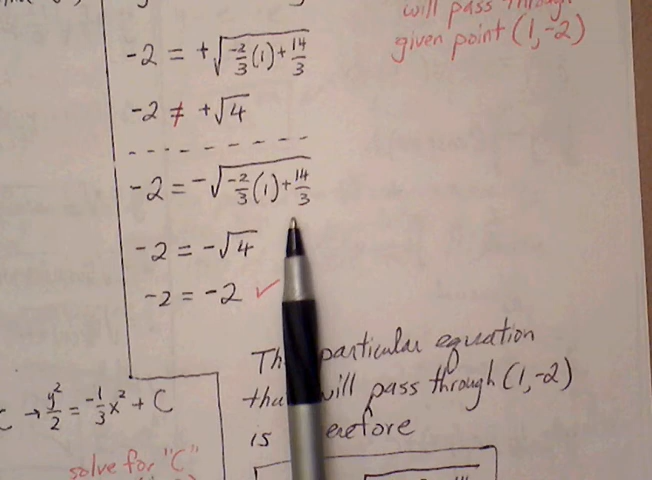 will pass through
given point (1,-2)
-2 = +√(-2/3(1)+14/3)
-2 ≠ +√4
-2 = -√(-2/3(1)+14/3)
-2 = -√4
-2 = -2 ✓
particular equation
will pass through (1,-2)
is
C → y²/2 = -1/3x² + C
solve for "C"